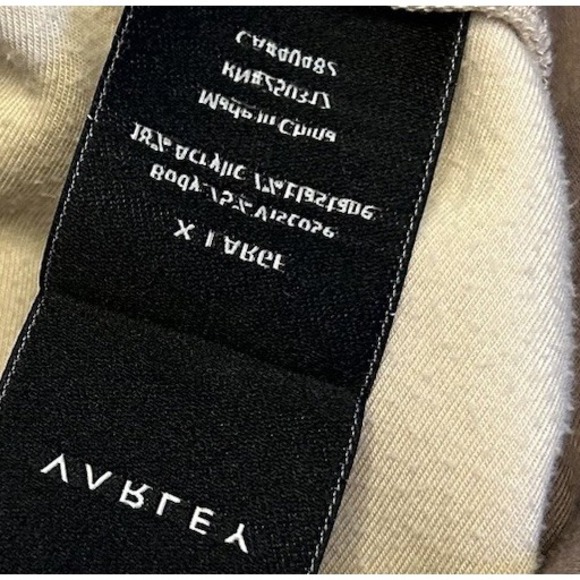 VARLEY
X LARGE
Body 75% Viscose
18% Acrylic 7% Elastane
Made in China